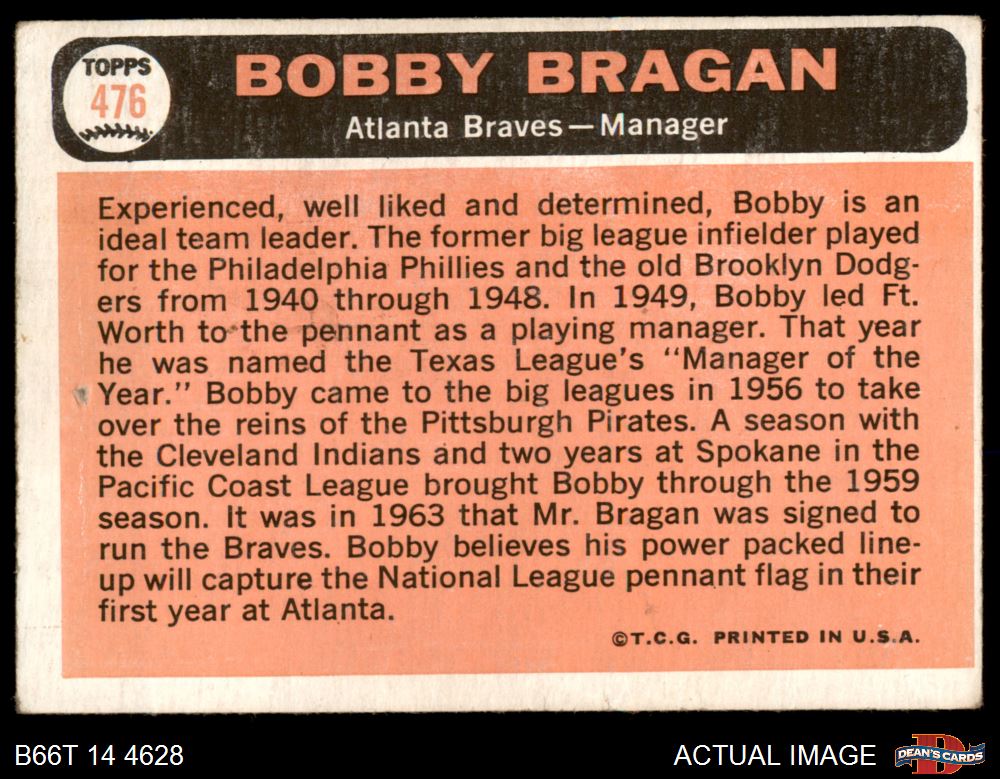 TOPPS
476
BOBBY BRAGAN
Atlanta Braves—Manager
Experienced, well liked and determined, Bobby is an
ideal team leader. The former big league infielder played
for the Philadelphia Phillies and the old Brooklyn Dodg-
ers from 1940 through 1948. In 1949, Bobby led Ft.
Worth to the pennant as a playing manager. That year
he was named the Texas League's "Manager of the
Year." Bobby came to the big leagues in 1956 to take
over the reins of the Pittsburgh Pirates. A season with
the Cleveland Indians and two years at Spokane in the
Pacific Coast League brought Bobby through the 1959
season. It was in 1963 that Mr. Bragan was signed to
run the Braves. Bobby believes his power packed line-
up will capture the National League pennant flag in their
first year at Atlanta.
©T.C.G. PRINTED IN U.S.A.
B66T 14 4628
ACTUAL IMAGE
DEAN'S CARDS